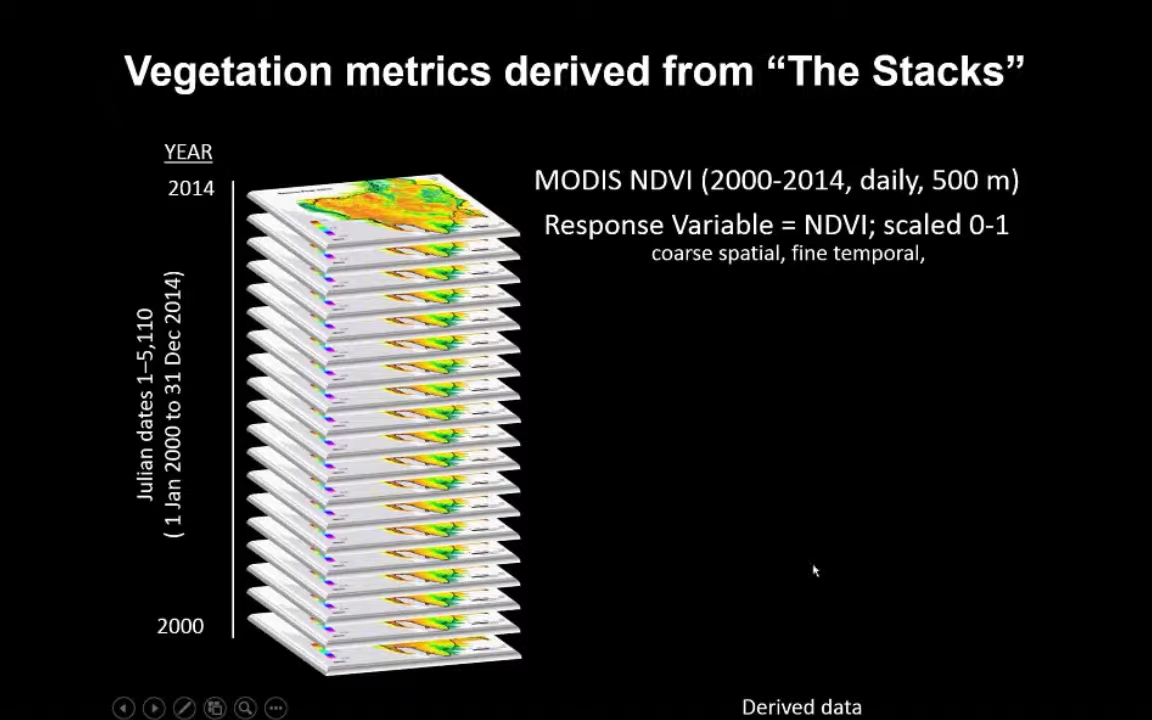 Vegetation metrics derived from “The Stacks”
YEAR
2014
MODIS NDVI (2000-2014, daily, 500 m)
Response Variable = NDVI; scaled 0-1
coarse spatial, fine temporal,
Julian dates 1–5,110
( 1 Jan 2000 to 31 Dec 2014)
2000
Derived data